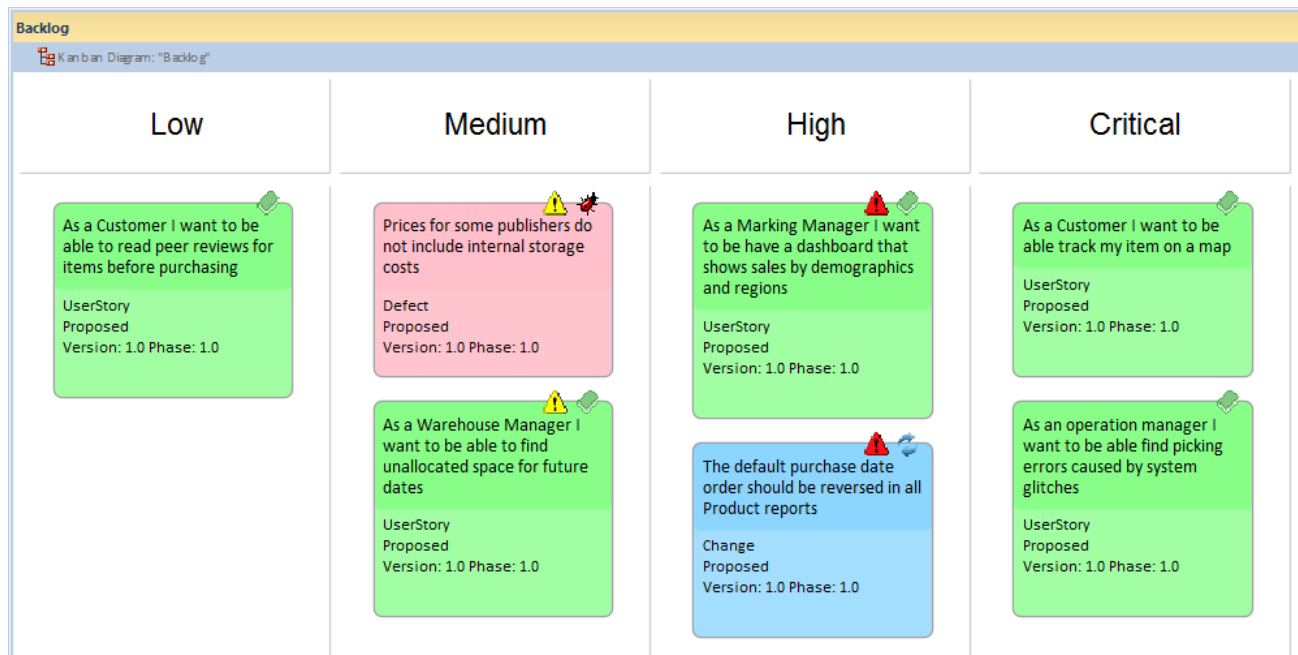 Backlog
Kanban Diagram: "Backlog"
Low
Medium
High
Critical
As a Customer I want to be
able to read peer reviews for
items before purchasing
UserStory
Proposed
Version: 1.0 Phase: 1.0
Prices for some publishers do
not include internal storage
costs
Defect
Proposed
Version: 1.0 Phase: 1.0
As a Warehouse Manager I
want to be able to find
unallocated space for future
dates
UserStory
Proposed
Version: 1.0 Phase: 1.0
As a Marking Manager I want
to be have a dashboard that
shows sales by demographics
and regions
UserStory
Proposed
Version: 1.0 Phase: 1.0
The default purchase date
order should be reversed in all
Product reports
Change
Proposed
Version: 1.0 Phase: 1.0
As a Customer I want to be
able track my item on a map
UserStory
Proposed
Version: 1.0 Phase: 1.0
As an operation manager I
want to be able find picking
errors caused by system
glitches
UserStory
Proposed
Version: 1.0 Phase: 1.0